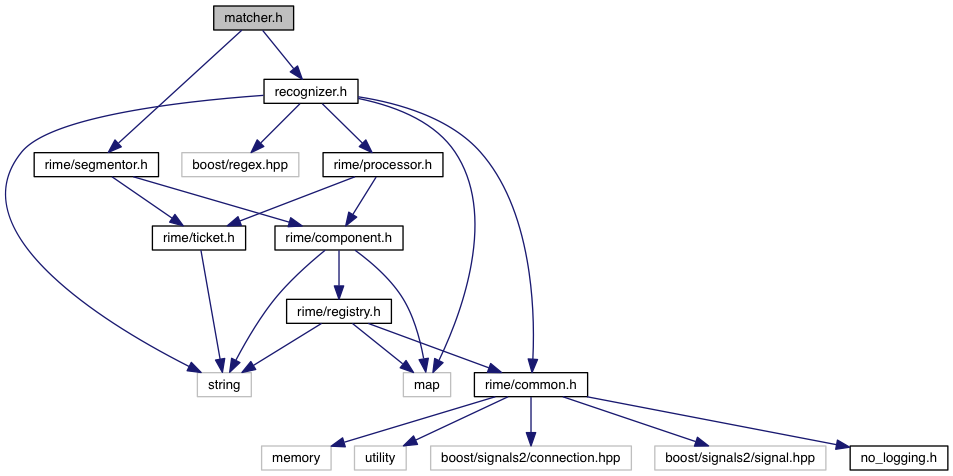 matcher.h
recognizer.h
rime/segmentor.h
boost/regex.hpp
rime/processor.h
rime/ticket.h
rime/component.h
rime/registry.h
string
map
rime/common.h
memory
utility
boost/signals2/connection.hpp
boost/signals2/signal.hpp
no_logging.h